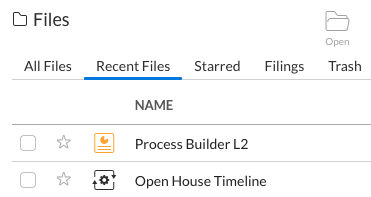 Files
Open
All Files Recent Files Starred Filings Trash
NAME
Process Builder L2
Open House Timeline